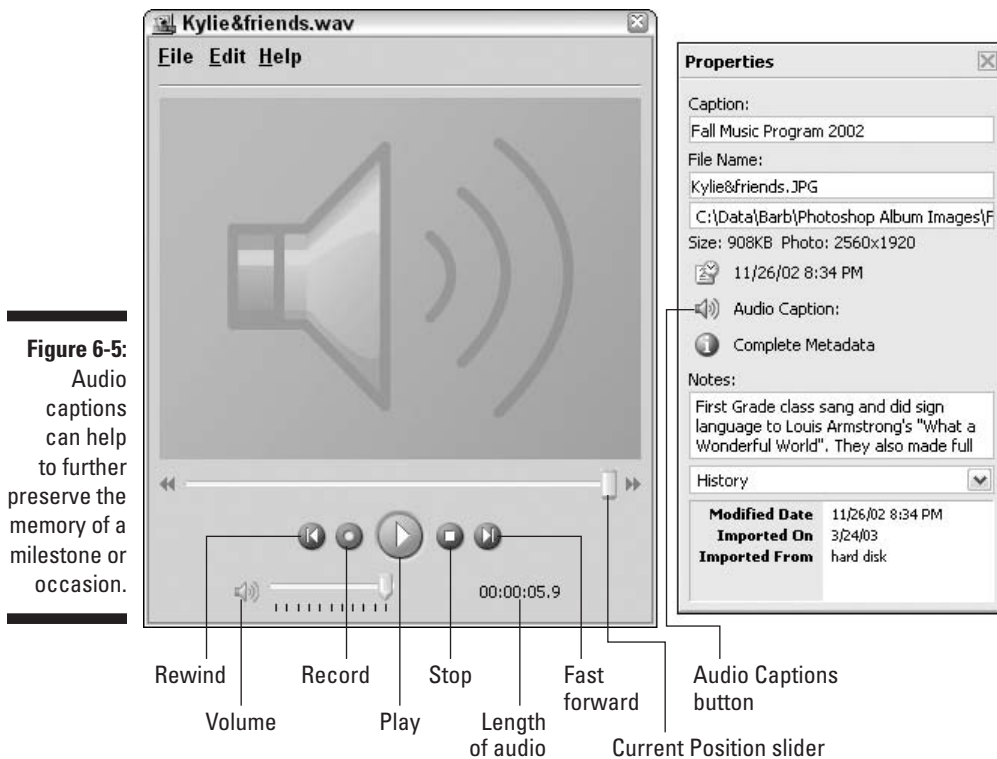 Kylie&friends.wav
File Edit Help
Properties
Caption:
Fall Music Program 2002
File Name:
Kylie&friends.JPG
C:\Data\Barb\Photoshop Album Images\F
Size: 908KB Photo: 2560x1920
11/26/02 8:34 PM
Audio Caption:
Complete Metadata
Notes:
First Grade class sang and did sign
language to Louis Armstrong's "What a
Wonderful World". They also made full
History
Modified Date 11/26/02 8:34 PM
Imported On 3/24/03
Imported From hard disk
00:00:05.9
Figure 6-5:
Audio
captions
can help
to further
preserve the
memory of a
milestone or
occasion.
Rewind
Record
Stop
Fast
forward
Audio Captions
button
Volume
Play
Length
of audio
Current Position slider